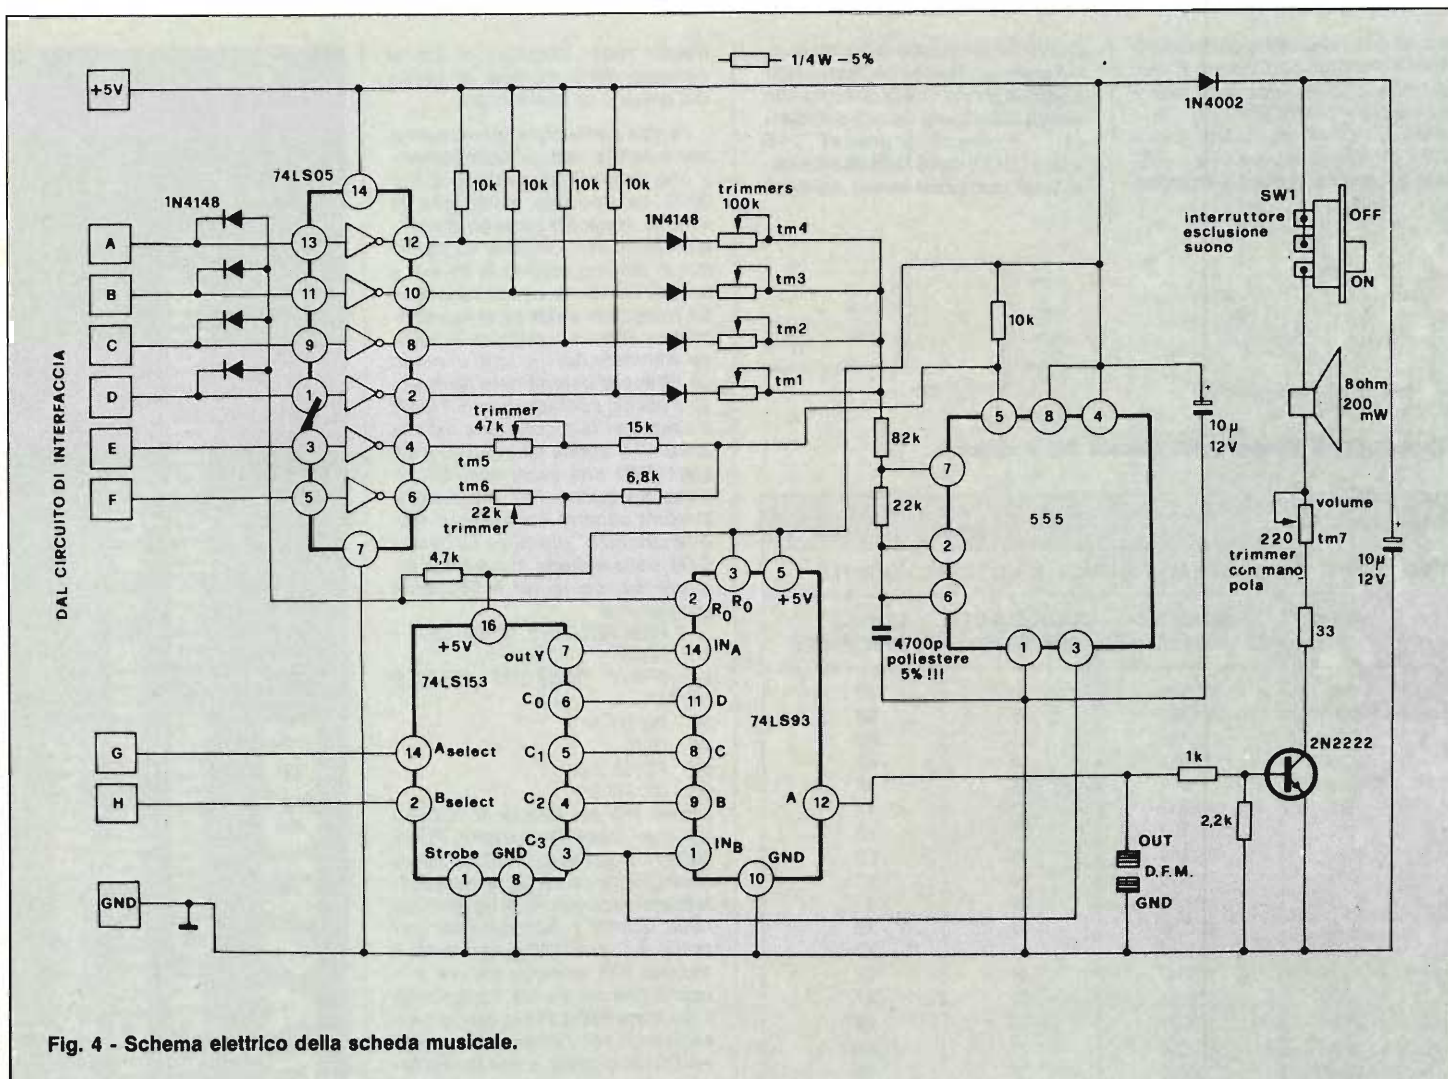 1/4W – 5%
+5V
1N4002
74LS05
14
10k
10k
10k
10k
1N4148
1N4148
trimmers
100k
SW1
interruttore
esclusione
suono
OFF
ON
A
13
12
tm4
B
11
10
tm3
C
9
8
tm2
10k
D
1
2
tm1
DAL CIRCUITO DI INTERFACCIA
E
3
4
trimmer
47k
tm5
15k
F
5
6
tm6
22k
trimmer
6,8k
7
5
8
4
10µ
12V
8ohm
200
mW
82k
7
22k
555
2
6
volume
220
tm7
trimmer
con mano
pola
10µ
12V
4,7k
3
5
R0
+5V
2
R0
4700p
poliestere
5%!!!
1
3
33
16
+5V
74LS153
out Y
7
14
INA
C0
6
11
D
74LS93
G
14
A select
C1
5
8
C
H
2
B select
C2
4
9
B
A
12
1k
2N2222
2,2k
C3
3
1
INB
Strobe
1
GND
8
GND
10
OUT
D.F.M.
GND
GND
Fig. 4 - Schema elettrico della scheda musicale.